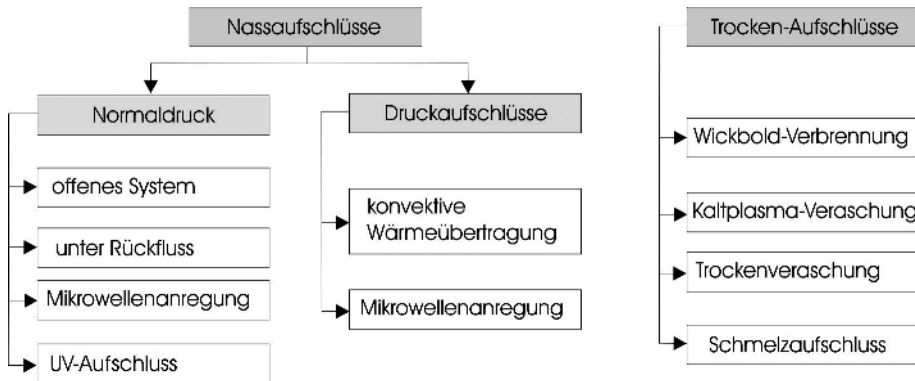 Nassaufschlüsse
Normaldruck
offenes System
unter Rückfluss
Mikrowellenanregung
UV-Aufschluss
Druckaufschlüsse
konvektive
Wärmeübertragung
Mikrowellenanregung
Trocken-Aufschlüsse
Wickbold-Verbrennung
Kaltplasma-Veraschung
Trockenveraschung
Schmelzaufschluss